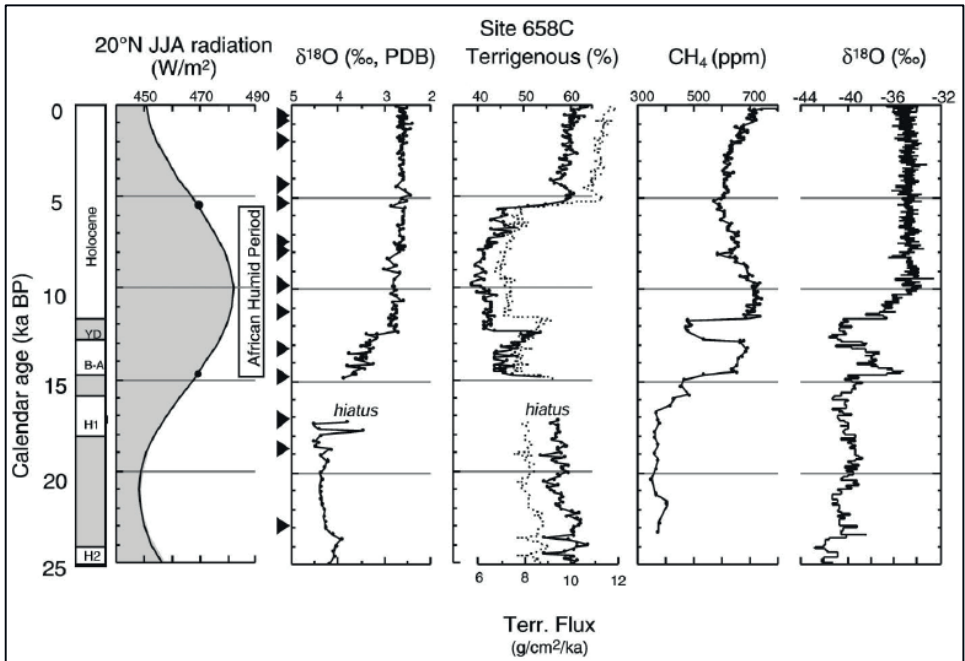 Site 658C
20°N JJA radiation
(W/m²)
δ¹⁸O (‰, PDB)
Terrigenous (%)
CH₄ (ppm)
δ¹⁸O (‰)
450 470 490
5 4 3 2
40 50 60
300 500 700
-44 -40 -36 -32
Calendar age (ka BP)
0
5
10
15
20
25
Holocene
YD
B-A
H1
H2
African Humid Period
hiatus
hiatus
6 8 10 12
Terr. Flux
(g/cm²/ka)